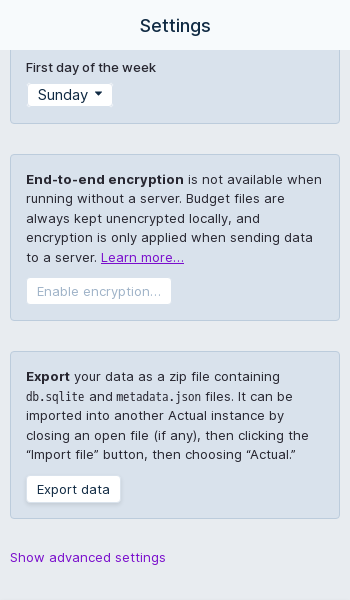 Settings
First day of the week
Sunday
End-to-end encryption is not available when
running without a server. Budget files are
always kept unencrypted locally, and
encryption is only applied when sending data
to a server. Learn more…
Enable encryption…
Export your data as a zip file containing
db.sqlite and metadata.json files. It can be
imported into another Actual instance by
closing an open file (if any), then clicking the
“Import file” button, then choosing “Actual.”
Export data
Show advanced settings